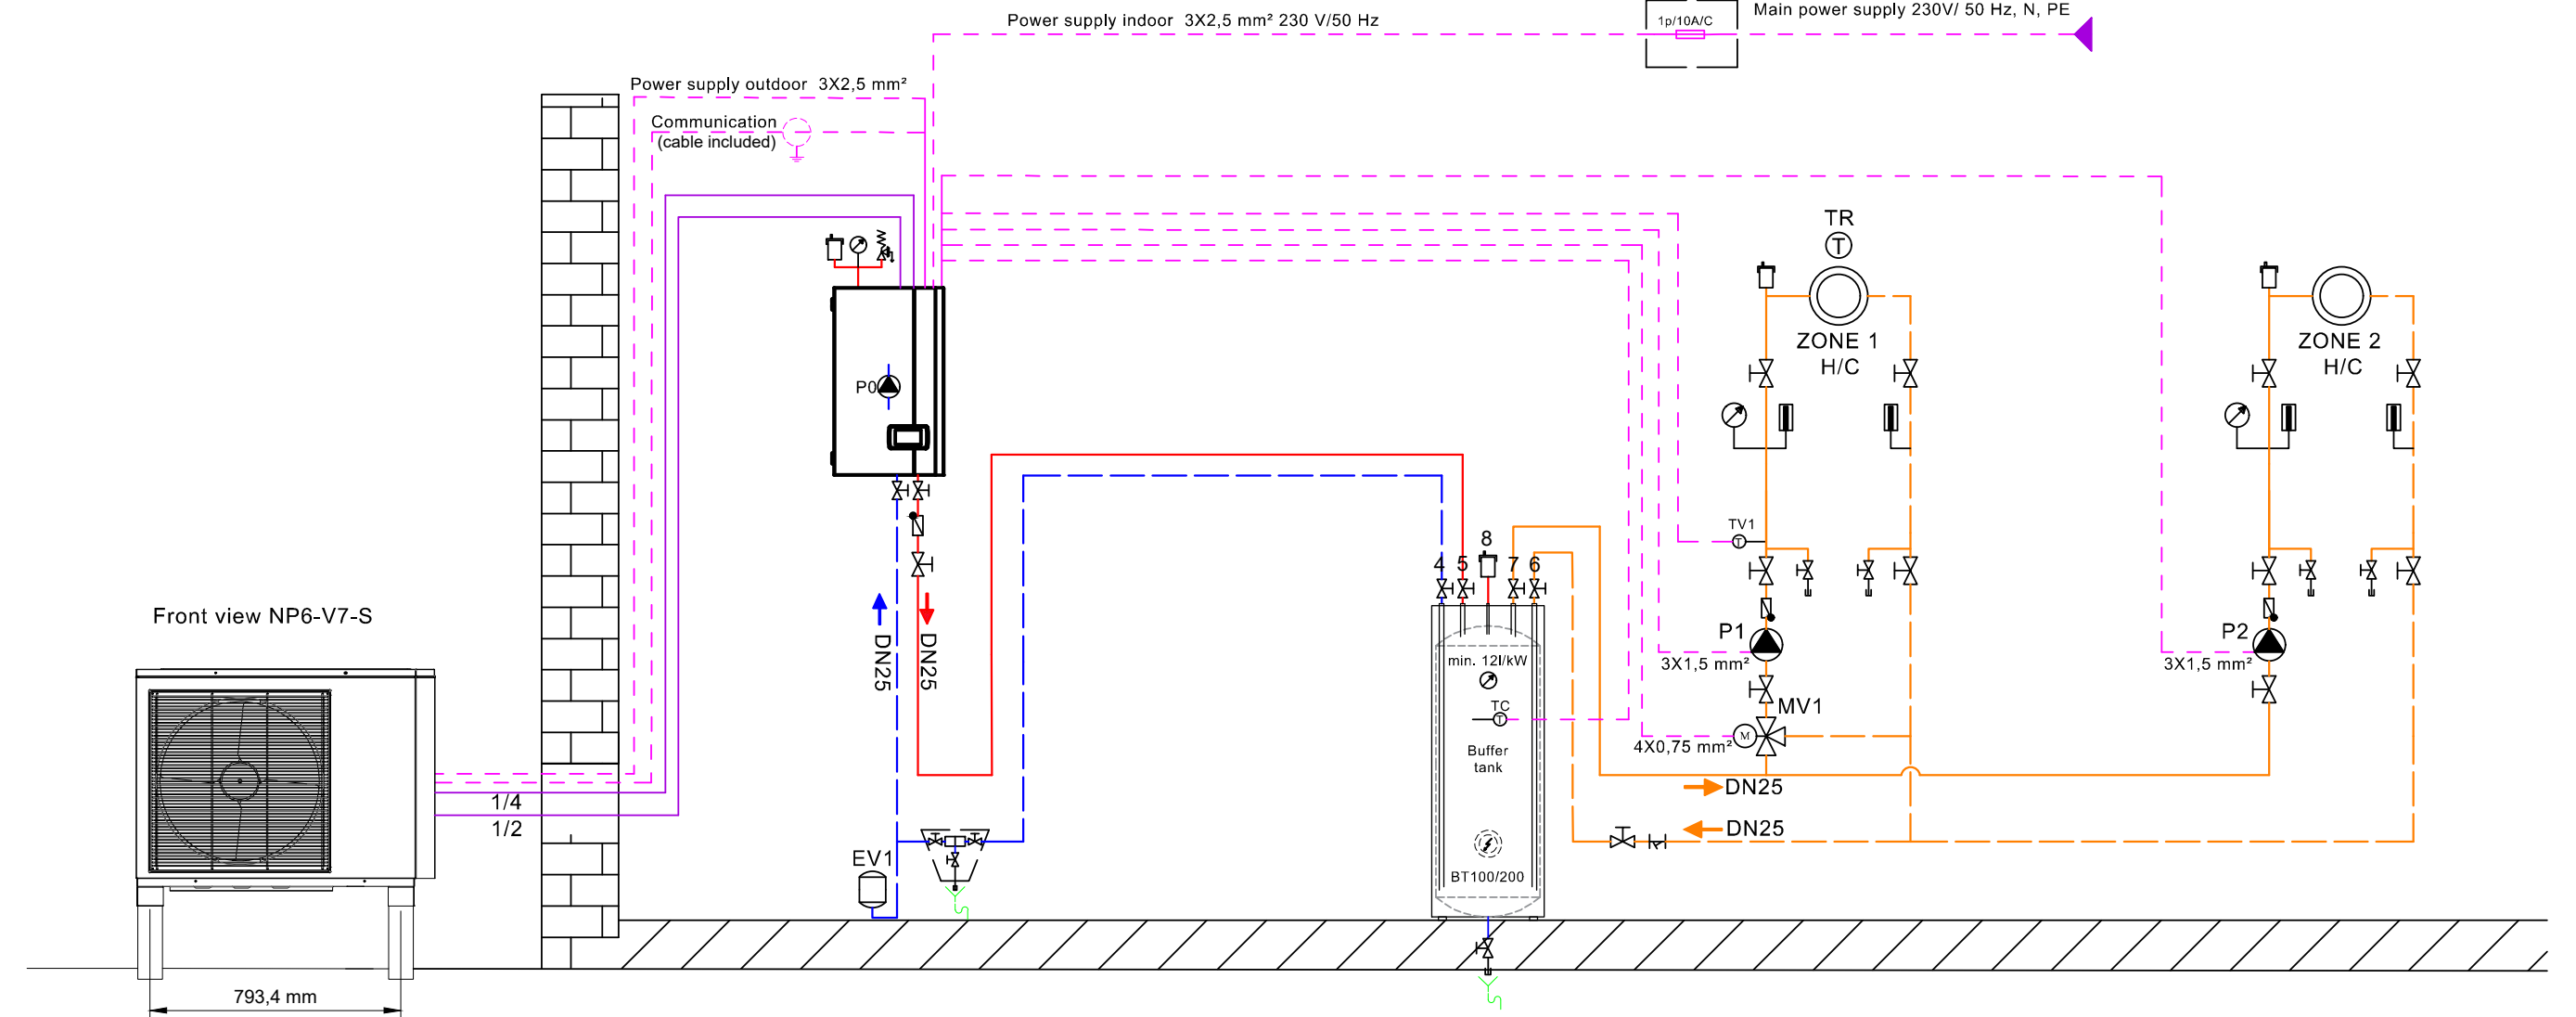 Power supply indoor  3X2,5 mm² 230 V/50 Hz
1p/10A/C
Main power supply 230V/ 50 Hz, N, PE
Power supply outdoor  3X2,5 mm²
Communication
(cable included)
TR
T
ZONE 1
H/C
ZONE 2
H/C
P0
TV1
T
8
4
5
7
6
Front view NP6-V7-S
DN25
DN25
P1
3X1,5 mm²
P2
3X1,5 mm²
min. 12l/kW
TC
T
MV1
M
4X0,75 mm²
Buffer
tank
DN25
DN25
1/4
1/2
EV1
BT100/200
793,4 mm